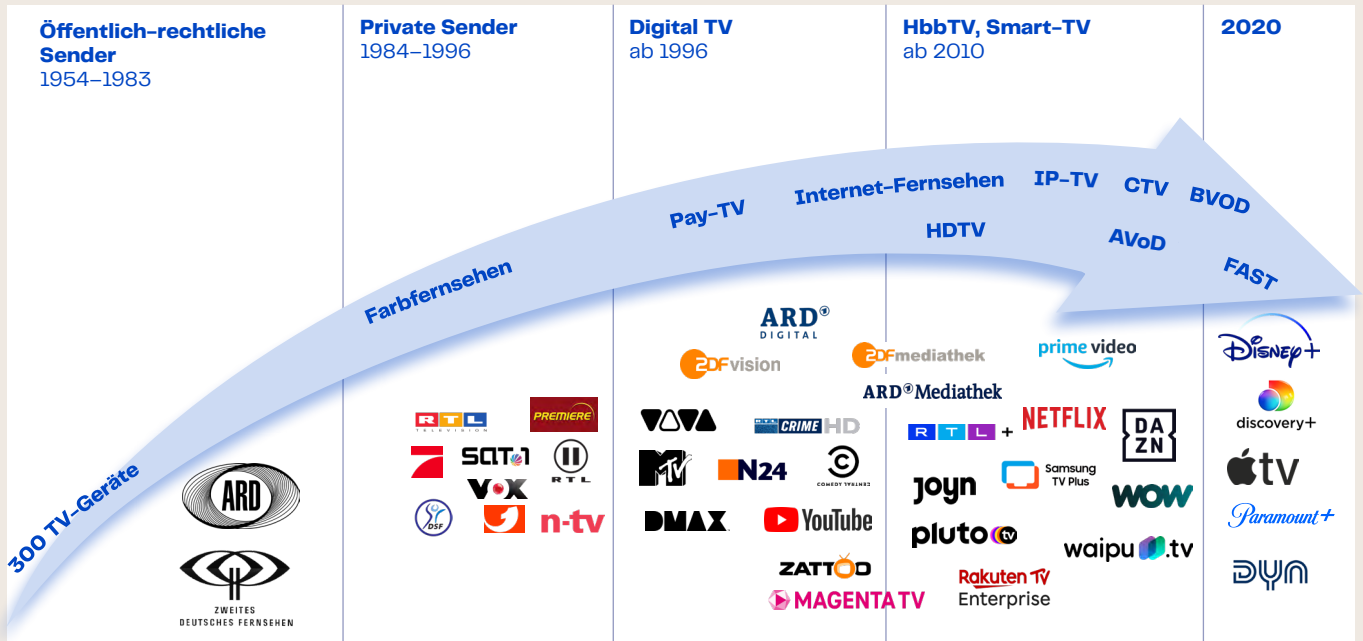 Öffentlich-rechtliche
Sender
1954–1983
Private Sender
1984–1996
Digital TV
ab 1996
HbbTV, Smart-TV
ab 2010
2020
300 TV-Geräte
Farbfernsehen
Pay-TV
Internet-Fernsehen
HDTV
IP-TV
CTV
BVOD
AVoD
FAST
ARD
ZWEITES
DEUTSCHES FERNSEHEN
RTL
TELEVISION
PREMIERE
SAT.1
II
RTL
VOX
DSF
n-tv
ARD
DIGITAL
ZDFvision
VIVA
CRIME HD
MTV
N24
COMEDY CENTRAL
DMAX
YouTube
ZATTOO
MAGENTA TV
ZDFmediathek
ARD Mediathek
prime video
RTL+
NETFLIX
DA
ZN
joyn
Samsung
TV Plus
WOW
pluto tv
waipu.tv
Rakuten TV
Enterprise
Disney+
discovery+
tv
Paramount+
DYN